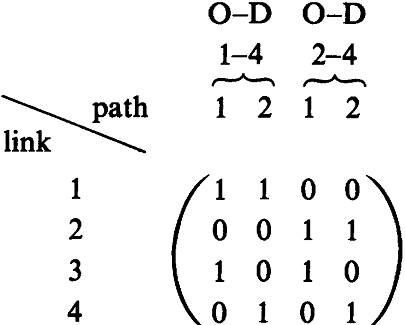 O–D O–D
1–4 2–4
path 1 2 1 2
link
1 1 1 0 0
2 0 0 1 1
3 1 0 1 0
4 0 1 0 1